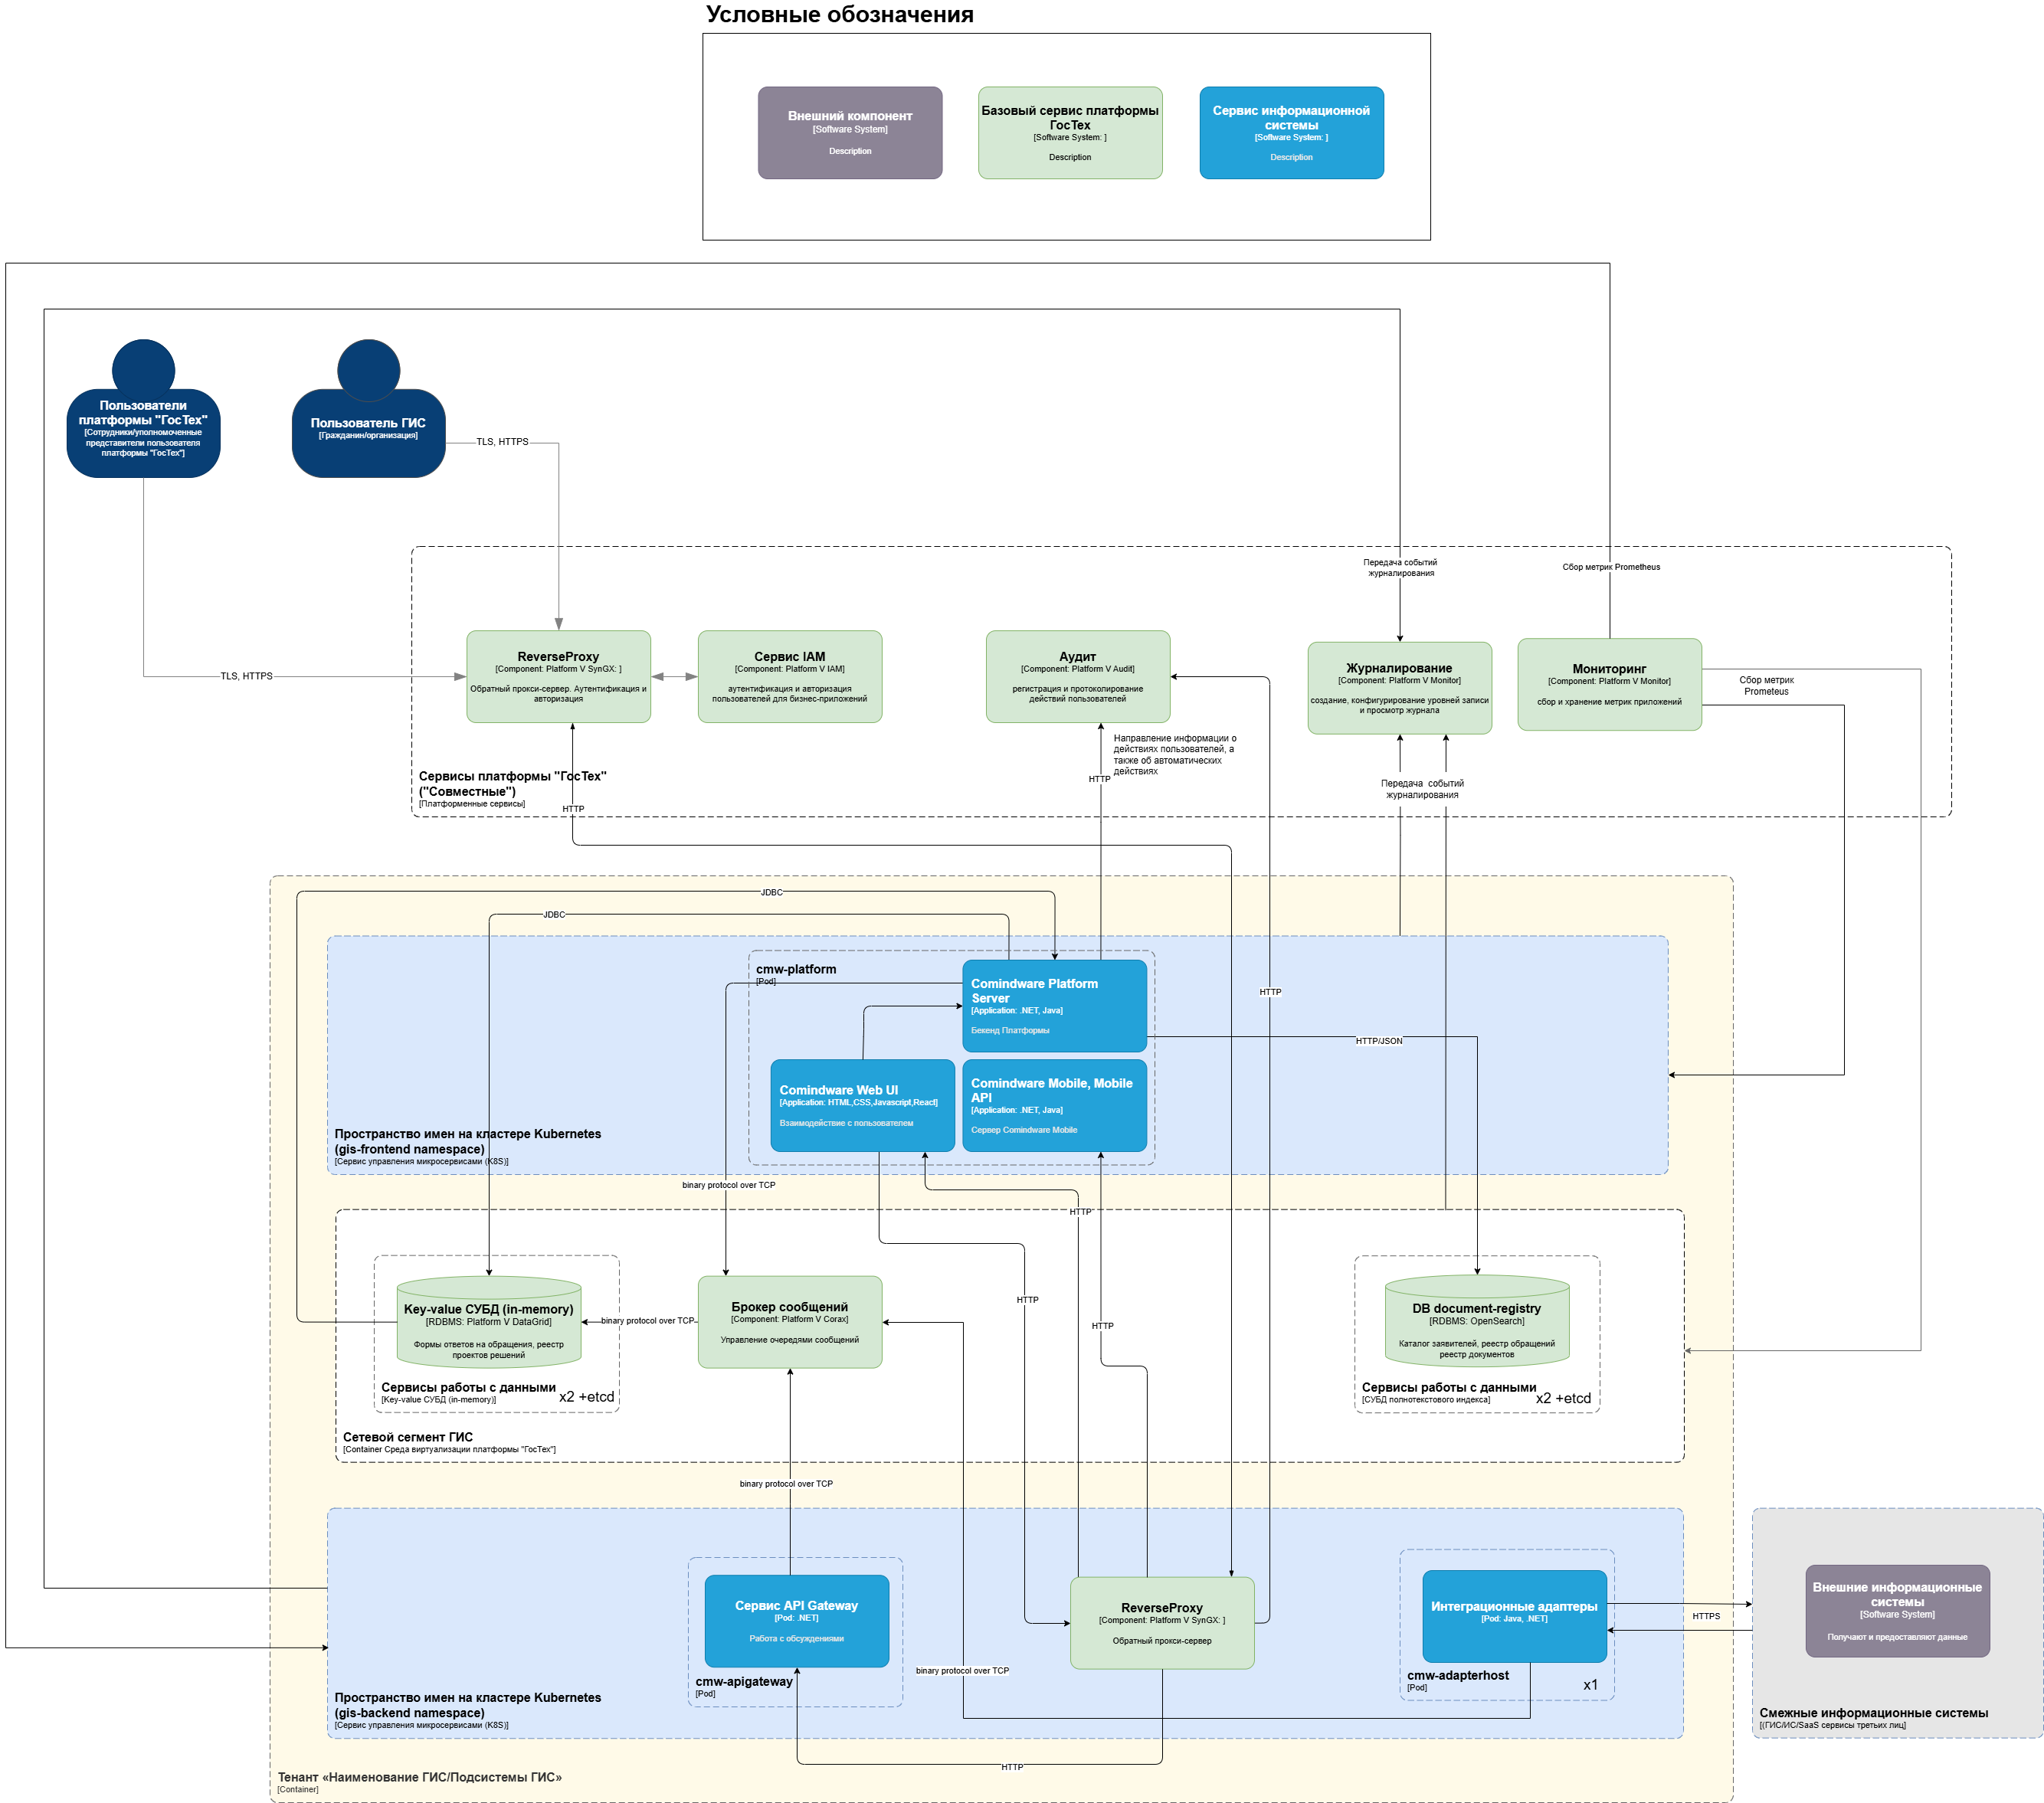 Условные обозначения
Внешний компонент
[Software System]
Description
Базовый сервис платформы
ГосТех
[Software System: ]
Description
Сервис информационной
системы
[Software System: ]
Description
Пользователи
платформы "ГосТех"
[Сотрудники/уполномоченные
представители пользователя
платформы "ГосТех"]
Пользователь ГИС
[Гражданин/организация]
TLS, HTTPS
TLS, HTTPS
Передача событий
журналирования
Сбор метрик Prometheus
ReverseProxy
[Component: Platform V SynGX: ]
Обратный прокси-сервер. Аутентификация и
авторизация
Сервис IAM
[Component: Platform V IAM]
аутентификация и авторизация
пользователей для бизнес-приложений
Аудит
[Component: Platform V Audit]
регистрация и протоколирование
действий пользователей
Журналирование
[Component: Platform V Monitor]
создание, конфигурирование уровней записи
и просмотр журнала
Мониторинг
[Component: Platform V Monitor]
сбор и хранение метрик приложений
Сбор метрик
Prometeus
Направление информации о
действиях пользователей, а
также об автоматических
действиях
HTTP
Передача  событий
журналирования
Сервисы платформы "ГосТех"
("Совместные")
[Платформенные сервисы]
HTTP
JDBC
JDBC
cmw-platform
[Pod]
Comindware Platform
Server
[Application: .NET, Java]
Бекенд Платформы
HTTP
HTTP/JSON
Comindware Web UI
[Application: HTML,CSS,Javascript,React]
Взаимодействие с пользователем
Comindware Mobile, Mobile
API
[Application: .NET, Java]
Сервер Comindware Mobile
Пространство имен на кластере Kubernetes
(gis-frontend namespace)
[Сервис управления микросервисами (K8S)]
binary protocol over TCP
HTTP
HTTP
HTTP
Key-value СУБД (in-memory)
[RDBMS: Platform V DataGrid]
Формы ответов на обращения, реестр
проектов решений
binary protocol over TCP
Брокер сообщений
[Component: Platform V Corax]
Управление очередями сообщений
DB document-registry
[RDBMS: OpenSearch]
Каталог заявителей, реестр обращений
реестр документов
Сервисы работы с данными
[Key-value СУБД (in-memory)]
x2 +etcd
Сервисы работы с данными
[СУБД полнотекстового индекса]
x2 +etcd
Сетевой сегмент ГИС
[Container Среда виртуализации платформы "ГосТех"]
binary protocol over TCP
Сервис API Gateway
[Pod: .NET]
Работа с обсуждениями
cmw-apigateway
[Pod]
ReverseProxy
[Component: Platform V SynGX: ]
Обратный прокси-сервер
Интеграционные адаптеры
[Pod: Java, .NET]
cmw-adapterhost
[Pod]
x1
HTTPS
Внешние информационные
системы
[Software System]
Получают и предоставляют данные
binary protocol over TCP
Пространство имен на кластере Kubernetes
(gis-backend namespace)
[Сервис управления микросервисами (K8S)]
Смежные информационные системы
[(ГИС/ИС/SaaS сервисы третьих лиц]
HTTP
Тенант «Наименование ГИС/Подсистемы ГИС»
[Container]